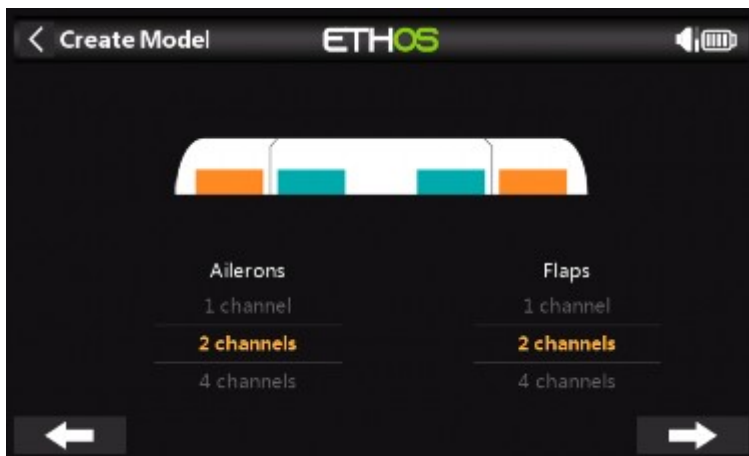 Create Model ETHOS
Ailerons Flaps
1 channel 1 channel
2 channels 2 channels
4 channels 4 channels